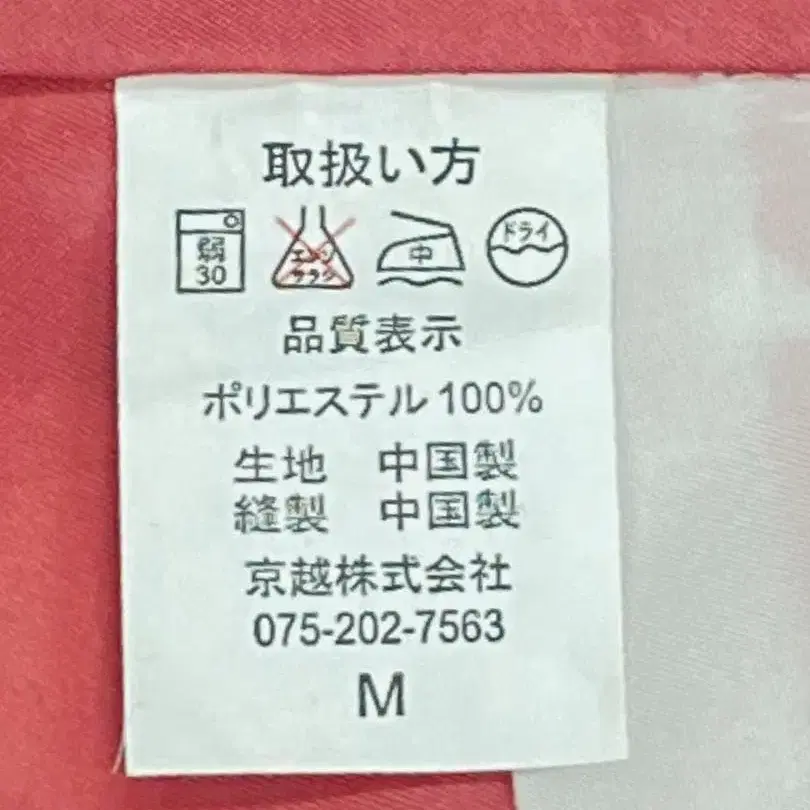 取扱い方
弱 30 エンソ サラシ 中 ドライ
品質表示
ポリエステル 100%
生地 中国製
縫製 中国製
京越株式会社
075-202-7563
M